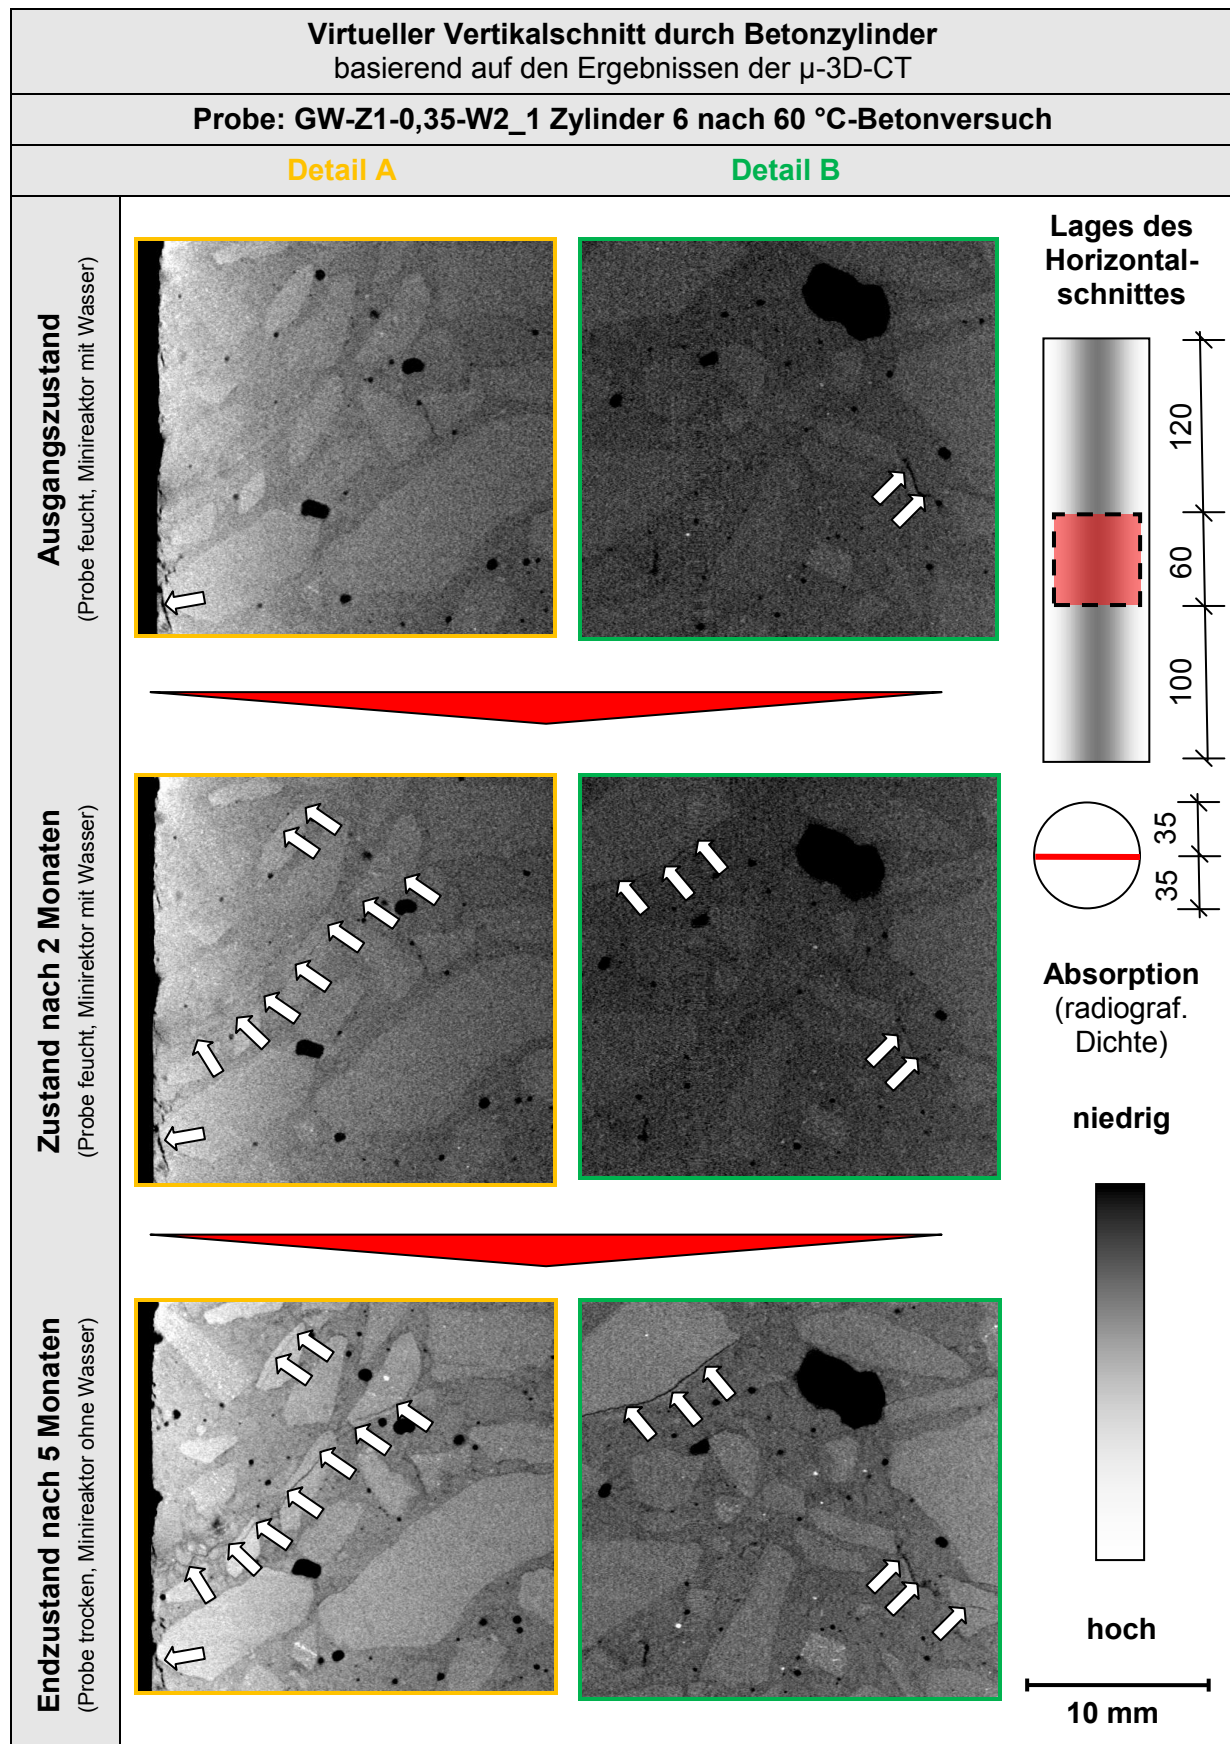 Virtueller Vertikalschnitt durch Betonzylinder
basierend auf den Ergebnissen der µ-3D-CT
Probe: GW-Z1-0,35-W2_1 Zylinder 6 nach 60 °C-Betonversuch
Detail A
Detail B
Ausgangszustand
(Probe feucht, Minireaktor mit Wasser)
Zustand nach 2 Monaten
(Probe feucht, Minirektor mit Wasser)
Endzustand nach 5 Monaten
(Probe trocken, Minireaktor ohne Wasser)
Lages des
Horizontal-
schnittes
120
60
100
35
35
Absorption
(radiograf.
Dichte)
niedrig
hoch
10 mm